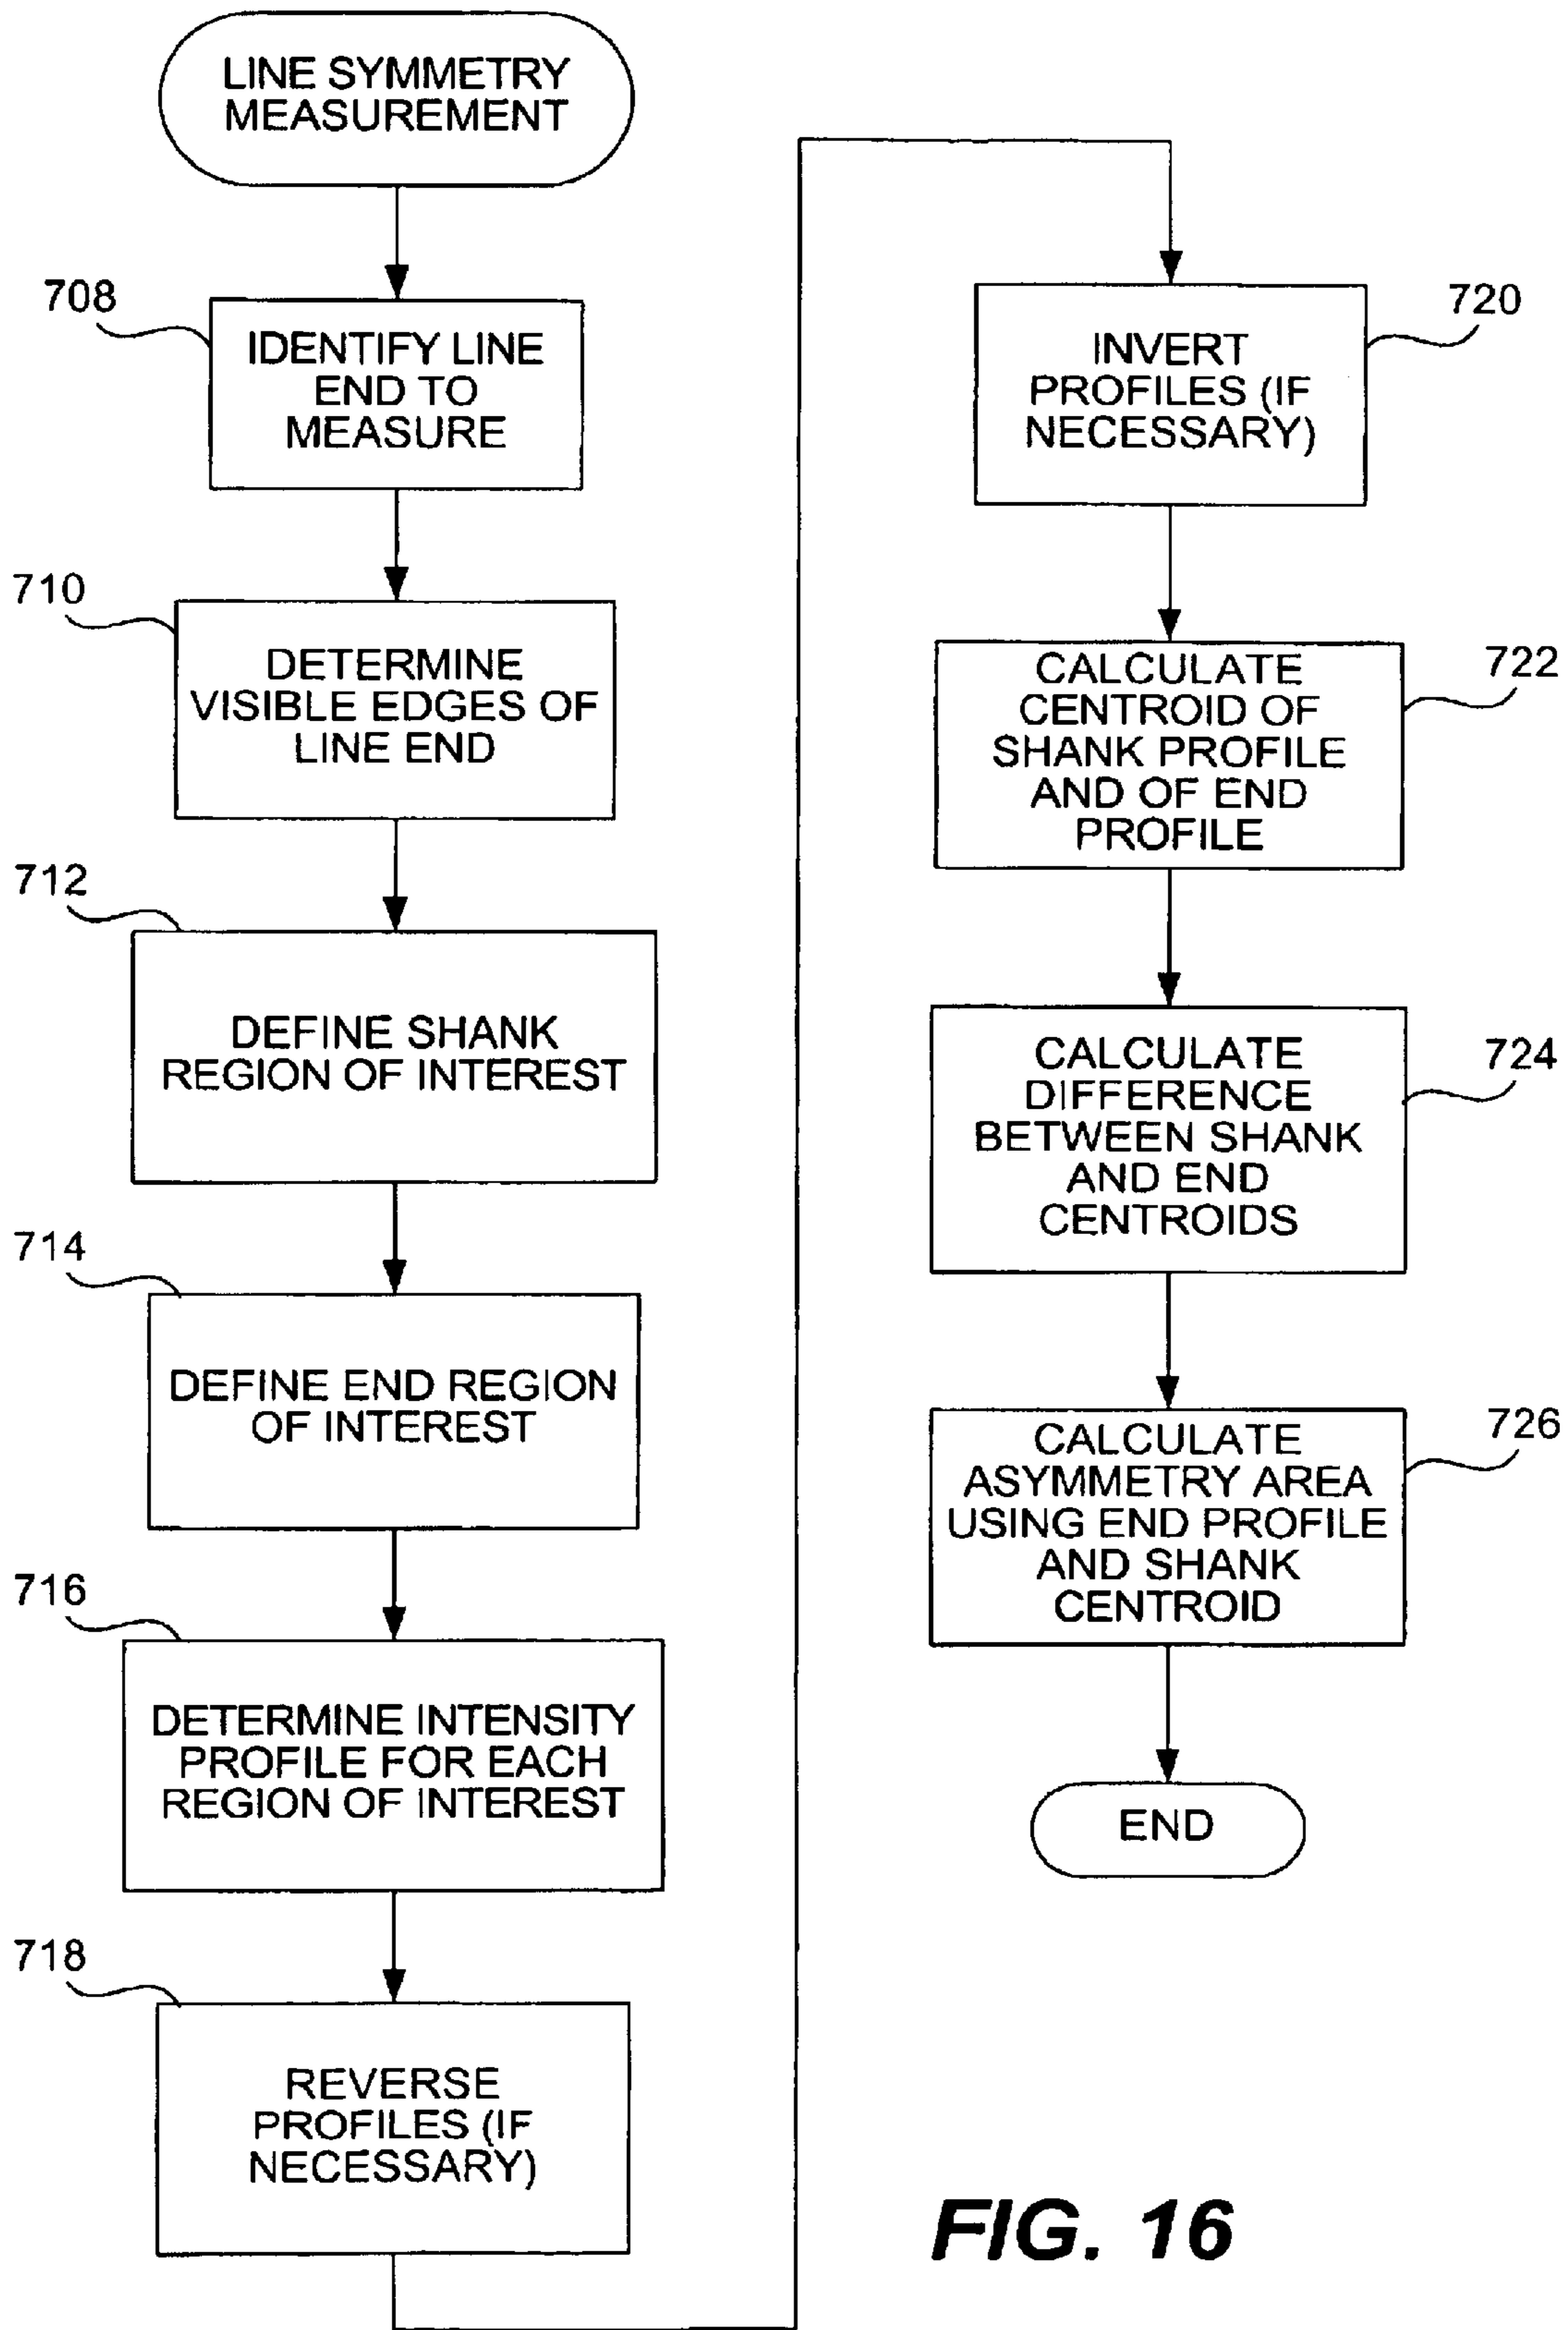 LINE SYMMETRY
MEASUREMENT
708
IDENTIFY LINE
END TO
MEASURE
710
DETERMINE
VISIBLE EDGES OF
LINE END
712
DEFINE SHANK
REGION OF INTEREST
714
DEFINE END REGION
OF INTEREST
716
DETERMINE INTENSITY
PROFILE FOR EACH
REGION OF INTEREST
718
REVERSE
PROFILES (IF
NECESSARY)
720
INVERT
PROFILES (IF
NECESSARY)
722
CALCULATE
CENTROID OF
SHANK PROFILE
AND OF END
PROFILE
724
CALCULATE
DIFFERENCE
BETWEEN SHANK
AND END
CENTROIDS
726
CALCULATE
ASYMMETRY AREA
USING END PROFILE
AND SHANK
CENTROID
END
FIG. 16